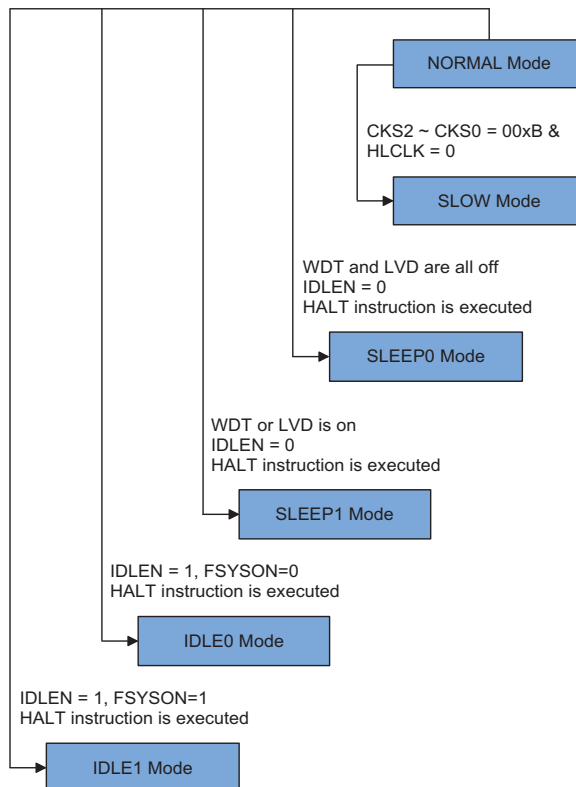 NORMAL Mode
CKS2 ~ CKS0 = 00xB &
HLCLK = 0
SLOW Mode
WDT and LVD are all off
IDLEN = 0
HALT instruction is executed
SLEEP0 Mode
WDT or LVD is on
IDLEN = 0
HALT instruction is executed
SLEEP1 Mode
IDLEN = 1, FSYSON=0
HALT instruction is executed
IDLE0 Mode
IDLEN = 1, FSYSON=1
HALT instruction is executed
IDLE1 Mode